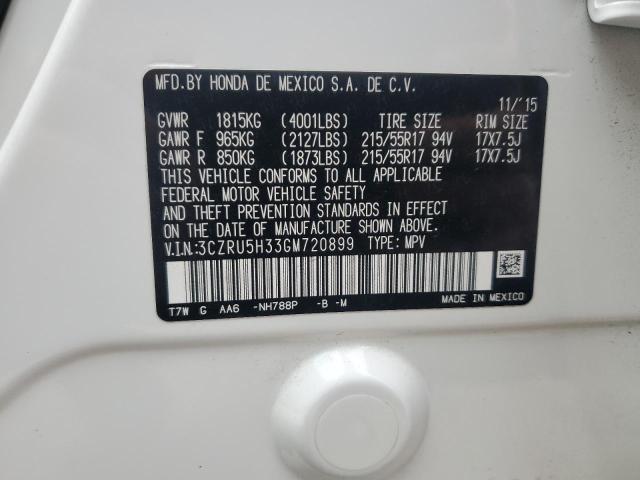 MFD.BY HONDA DE MEXICO S.A. DE C.V.
11/'15
GVWR 1815KG (4001LBS) TIRE SIZE RIM SIZE
GAWR F 965KG (2127LBS) 215/55R17 94V 17X7.5J
GAWR R 850KG (1873LBS) 215/55R17 94V 17X7.5J
THIS VEHICLE CONFORMS TO ALL APPLICABLE
FEDERAL MOTOR VEHICLE SAFETY
AND THEFT PREVENTION STANDARDS IN EFFECT
ON THE DATE OF MANUFACTURE SHOWN ABOVE.
V.I.N.:3CZRU5H33GM720899 TYPE: MPV
T7W G AA6 -NH788P -B -M
MADE IN MEXICO